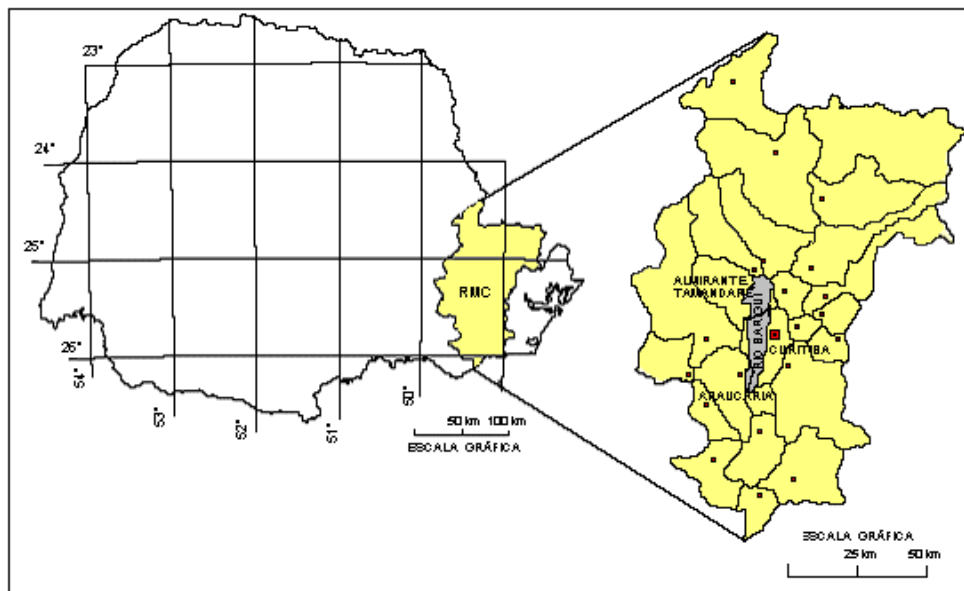 23°
24°
25°
26°
54°
53°
52°
51°
50°
RMC
50 km 100 km
ESCALA GRÁFICA
ALMIRANTE
TAMANDARÉ
RIO BARIGUI
CURITIBA
ARAUCÁRIA
ESCALA GRÁFICA
25 km 50 km